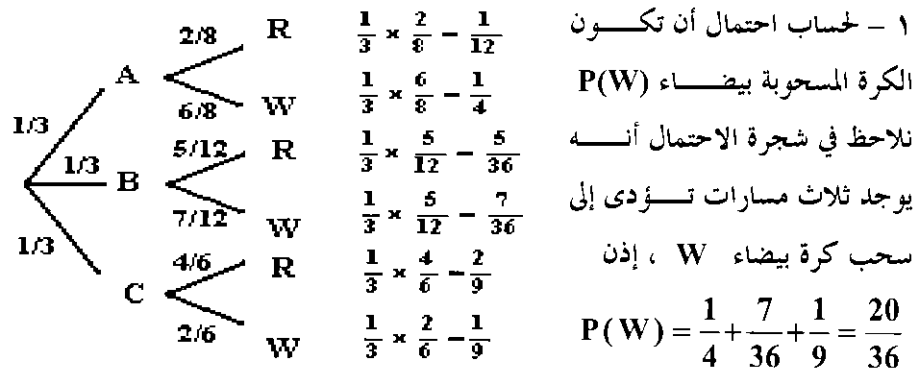 ١ – لحساب احتمال أن تكـــون
الكرة المسحوبة بيضـــاء P(W)
نلاحظ في شجرة الاحتمال أنـــه
يوجد ثلاث مسارات تـــؤدى إلى
سحب كرة بيضاء W ، إذن
P(W) = 1/4 + 7/36 + 1/9 = 20/36
2/8 R 1/3 × 2/8 – 1/12
A
6/8 W 1/3 × 6/8 – 1/4
1/3
5/12 R 1/3 × 5/12 – 5/36
1/3 B
7/12 W 1/3 × 5/12 – 7/36
1/3
4/6 R 1/3 × 4/6 – 2/9
C
2/6 W 1/3 × 2/6 – 1/9